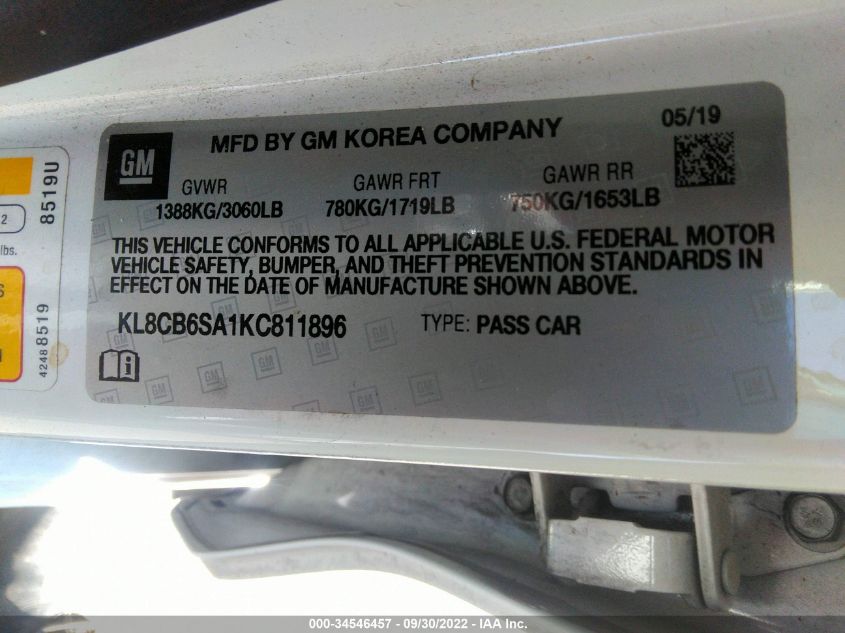 GM
MFD BY GM KOREA COMPANY
05/19
GVWR
GAWR FRT
GAWR RR
1388KG/3060LB
780KG/1719LB
750KG/1653LB
THIS VEHICLE CONFORMS TO ALL APPLICABLE U.S. FEDERAL MOTOR
VEHICLE SAFETY, BUMPER, AND THEFT PREVENTION STANDARDS IN
EFFECT ON THE DATE OF MANUFACTURE SHOWN ABOVE.
KL8CB6SA1KC811896
TYPE: PASS CAR
8519U
42488519
2
lbs.
S
000-34546457 - 09/30/2022 - IAA Inc.